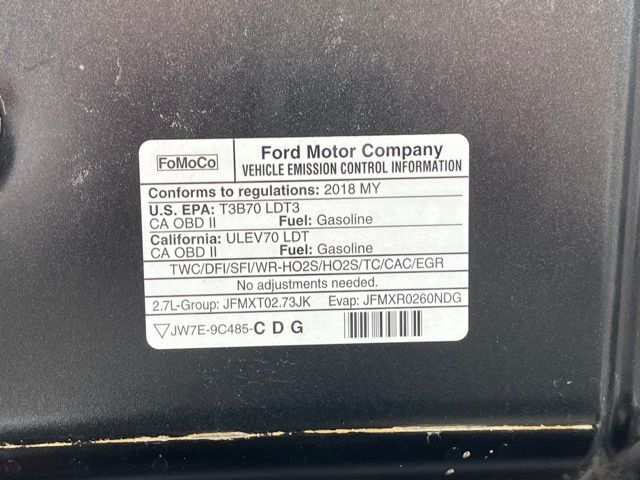 FoMoCo
Ford Motor Company
VEHICLE EMISSION CONTROL INFORMATION
Conforms to regulations: 2018 MY
U.S. EPA: T3B70 LDT3
CA OBD II Fuel: Gasoline
California: ULEV70 LDT
CA OBD II Fuel: Gasoline
TWC/DFI/SFI/WR-HO2S/HO2S/TC/CAC/EGR
No adjustments needed.
2.7L-Group: JFMXT02.73JK Evap: JFMXR0260NDG
JW7E-9C485-C D G